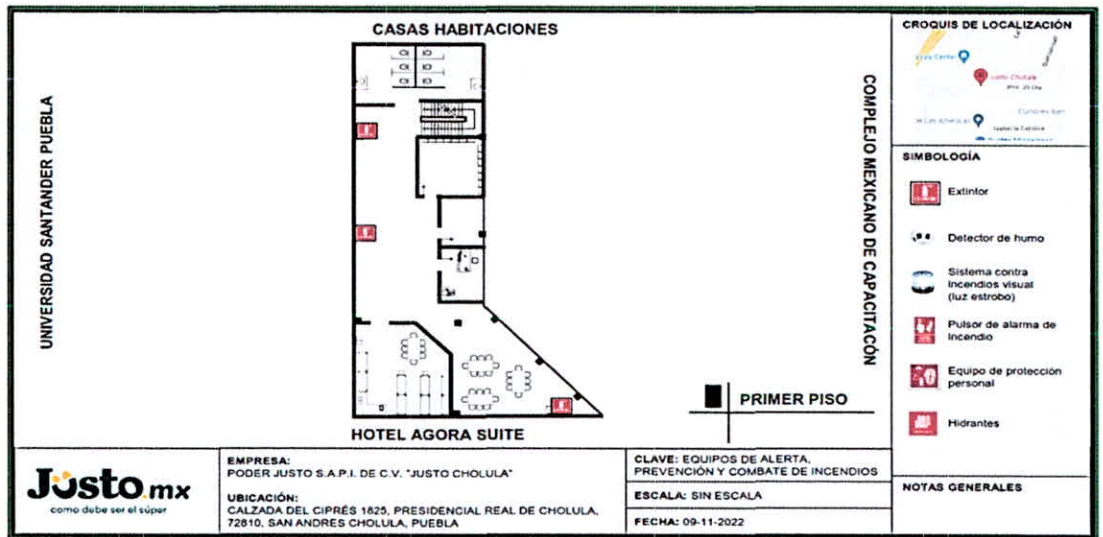 CASAS HABITACIONES
UNIVERSIDAD SANTANDER PUEBLA
COMPLEJO MEXICANO DE CAPACITACÓN
HOTEL AGORA SUITE
PRIMER PISO
CROQUIS DE LOCALIZACIÓN
Justo Cholula
SIMBOLOGÍA
Extintor
Detector de humo
Sistema contra
Incendios visual
(luz estrobo)
Pulsor de alarma de
Incendio
Equipo de protección
personal
Hidrantes
NOTAS GENERALES
Justo.mx
como debe ser el súper
EMPRESA:
PODER JUSTO S.A.P.I. DE C.V. "JUSTO CHOLULA"
UBICACIÓN:
CALZADA DEL CIPRÉS 1825, PRESIDENCIAL REAL DE CHOLULA,
72810, SAN ANDRES CHOLULA, PUEBLA
CLAVE: EQUIPOS DE ALERTA,
PREVENCIÓN Y COMBATE DE INCENDIOS
ESCALA: SIN ESCALA
FECHA: 09-11-2022